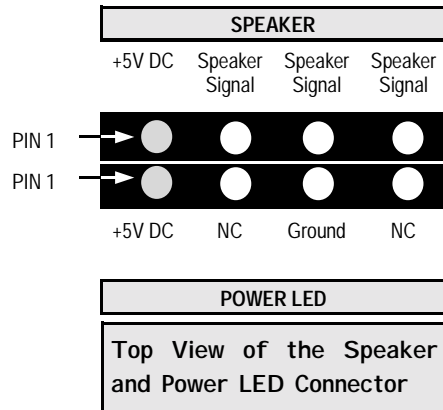 SPEAKER
+5V DC Speaker Signal Speaker Signal Speaker Signal
PIN 1
PIN 1
+5V DC NC Ground NC
POWER LED
Top View of the Speaker
and Power LED Connector